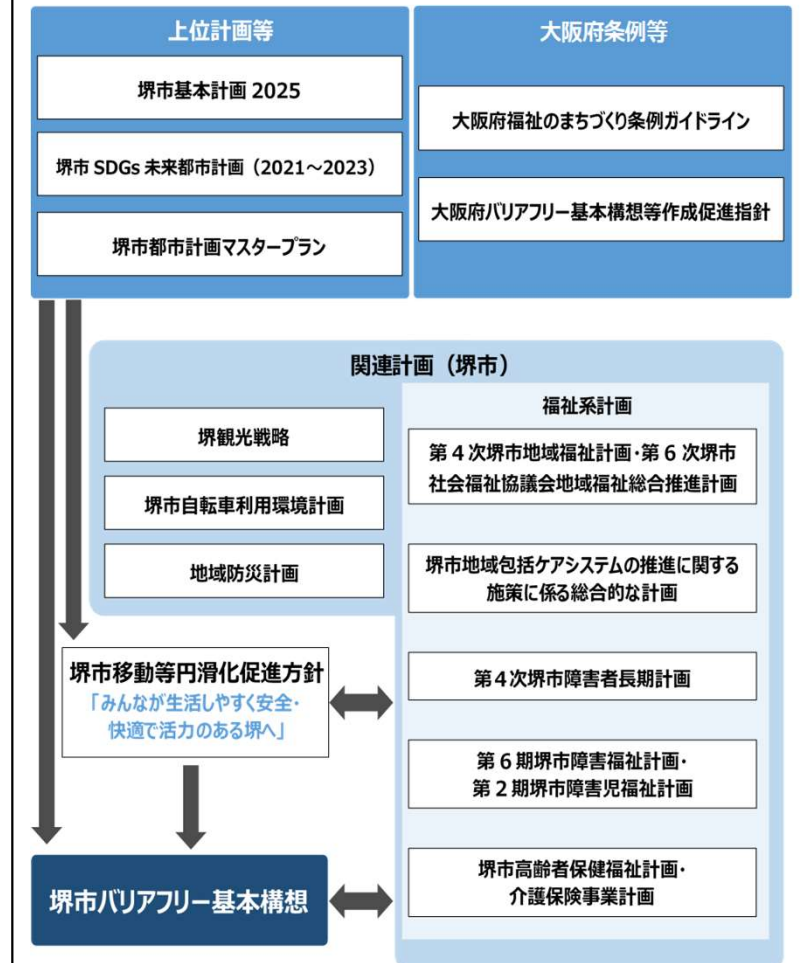 上位計画等
堺市基本計画 2025
堺市 SDGs 未来都市計画（2021～2023）
堺市都市計画マスタープラン
大阪府条例等
大阪府福祉のまちづくり条例ガイドライン
大阪府バリアフリー基本構想等作成促進指針
関連計画（堺市）
堺観光戦略
堺市自転車利用環境計画
地域防災計画
福祉系計画
第４次堺市地域福祉計画･第６次堺市
社会福祉協議会地域福祉総合推進計画
堺市地域包括ケアシステムの推進に関する
施策に係る総合的な計画
第４次堺市障害者長期計画
第６期堺市障害福祉計画･
第２期堺市障害児福祉計画
堺市高齢者保健福祉計画･
介護保険事業計画
堺市移動等円滑化促進方針
「みんなが生活しやすく安全･
快適で活力のある堺へ」
堺市バリアフリー基本構想